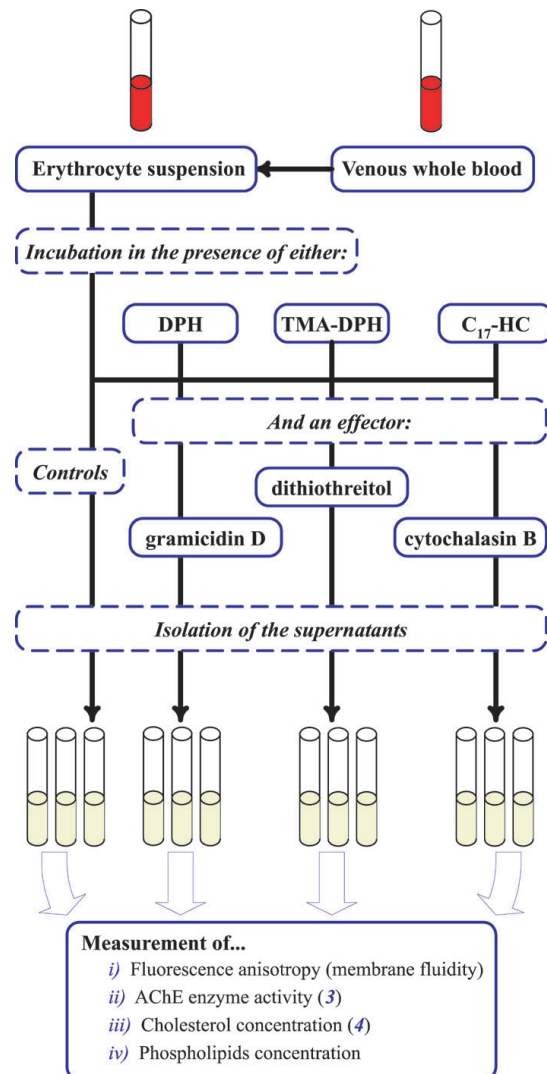 Erythrocyte suspension
Venous whole blood
Incubation in the presence of either:
DPH
TMA-DPH
C₁₇-HC
And an effector:
Controls
dithiothreitol
gramicidin D
cytochalasin B
Isolation of the supernatants
Measurement of...
i) Fluorescence anisotropy (membrane fluidity)
ii) AChE enzyme activity (3)
iii) Cholesterol concentration (4)
iv) Phospholipids concentration